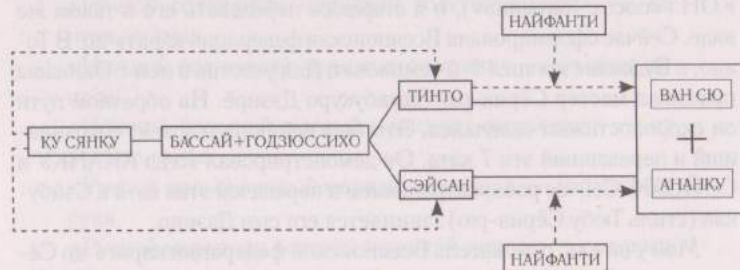 НАЙФАНТИ
ТИНТО
ВАН СЮ
КУ СЯНКУ
БАССАЙ+ГОДЗЮССИХО
+
СЭЙСАН
АНАНКУ
НАЙФАНТИ